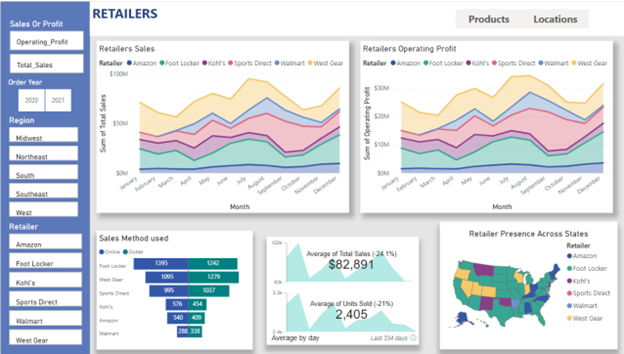 RETAILERS
Products
Locations
Sales Or Profit
Operating_Profit
Total_Sales
Order Year
2020 2021
Region
Midwest
Northeast
South
Southeast
West
Retailer
Amazon
Foot Locker
Kohl's
Sports Direct
Walmart
West Gear
Retailers Sales
Retailer Amazon Foot Locker Kohl's Sports Direct Walmart West Gear
$100M
$50M
$0M
Sum of Total Sales
January February March April May June July August September October November December
Month
Retailers Operating Profit
Retailer Amazon Foot Locker Kohl's Sports Direct Walmart West Gear
$30M
$20M
$10M
$0M
Sum of Operating Profit
January February March April May June July August September October November December
Month
Sales Method used
Online Outlet
Foot Locker 1395 1242
West Gear 1095 1279
Sports Direct 995 1037
Kohl's 576 454
Amazon 540 409
Walmart 288 338
Average of Total Sales (-24.1%)
$82,891
Average of Units Sold (-21%)
2,405
Average by day
Last 334 days
Retailer Presence Across States
Retailer
Amazon
Foot Locker
Kohl's
Sports Direct
Walmart
West Gear